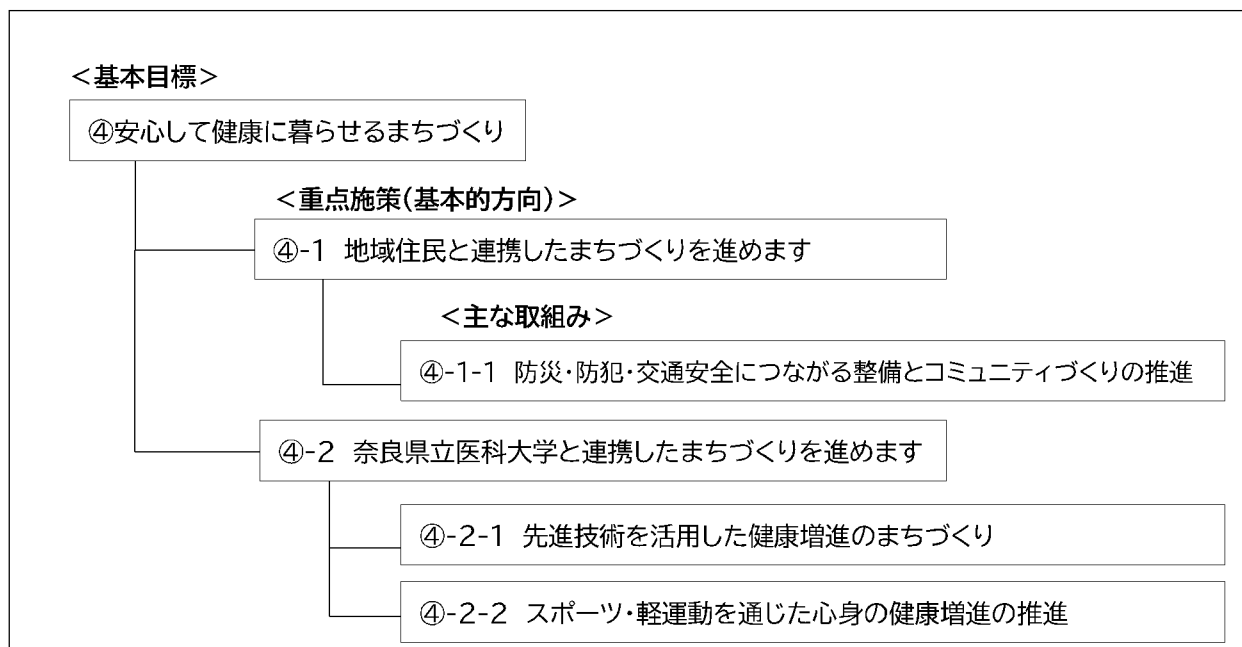 <基本目標>
④安心して健康に暮らせるまちづくり
<重点施策(基本的方向)>
④-1 地域住民と連携したまちづくりを進めます
<主な取組み>
④-1-1 防災・防犯・交通安全につながる整備とコミュニティづくりの推進
④-2 奈良県立医科大学と連携したまちづくりを進めます
④-2-1 先進技術を活用した健康増進のまちづくり
④-2-2 スポーツ・軽運動を通じた心身の健康増進の推進